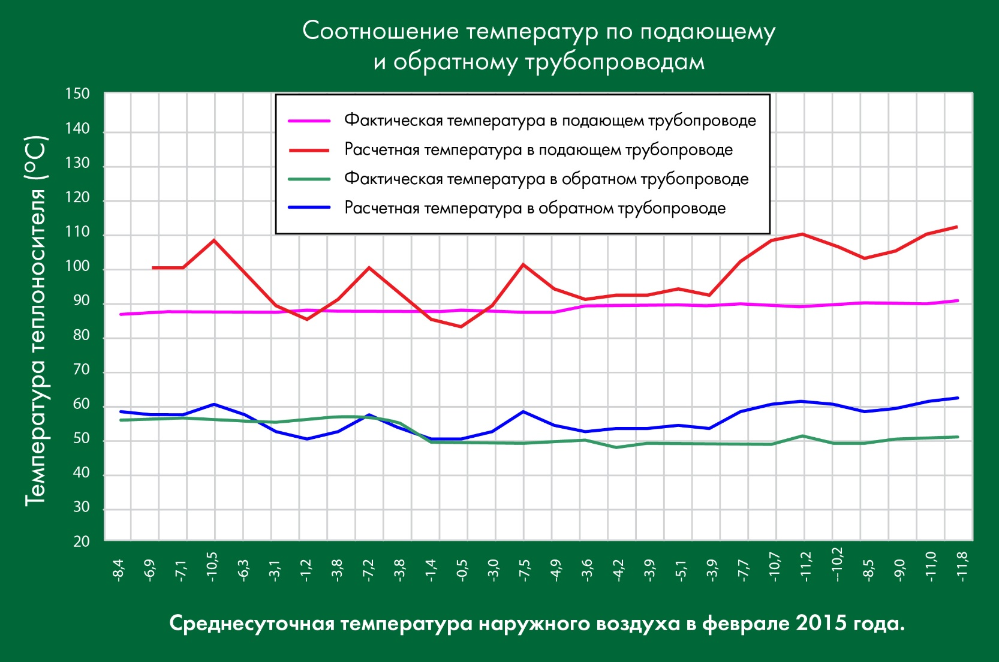 Соотношение температур по подающему
и обратному трубопроводам
Температура теплоносителя (°C)
150
140
130
120
110
100
90
80
70
60
50
40
30
20
Фактическая температура в подающем трубопроводе
Расчетная температура в подающем трубопроводе
Фактическая температура в обратном трубопроводе
Расчетная температура в обратном трубопроводе
-8,4 -6,9 -7,1 -10,5 -6,3 -3,1 -1,2 -3,8 -7,2 -3,8 -1,4 -0,5 -3,0 -7,5 -4,9 -3,6 -4,2 -3,9 -5,1 -3,9 -7,7 -10,7 -11,2 --10,2 -8,5 -9,0 -11,0 -11,8
Среднесуточная температура наружного воздуха в феврале 2015 года.